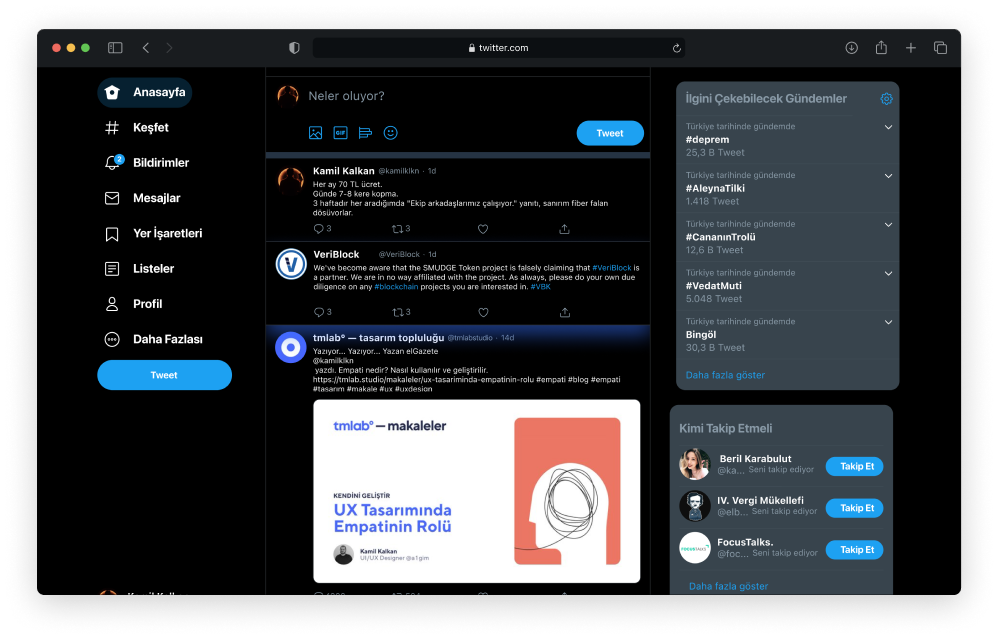 twitter.com
Anasayfa
Keşfet
2
Bildirimler
Mesajlar
Yer İşaretleri
Listeler
Profil
Daha Fazlası
Tweet
Neler oluyor?
GIF
Tweet
Kamil Kalkan @kamilklkn · 1d
Her ay 70 TL ücret.
Günde 7-8 kere kopma.
3 haftadır her aradığımda "Ekip arkadaşlarımız çalışıyor." yanıtı, sanırım fiber falan
döşüyorlar.
3 3
VeriBlock @VeriBlock · 1d
We've become aware that the SMUDGE Token project is falsely claiming that #VeriBlock is
a partner. We are in no way affiliated with the project. As always, please do your own due
diligence on any #blockchain projects you are interested in. #VBK
3 3
tmlab° — tasarım topluluğu @tmlabstudio · 14d
Yazıyor... Yazıyor... Yazan elGazete
@kamilklkn
yazdı. Empati nedir? Nasıl kullanılır ve geliştirilir.
https://tmlab.studio/makaleler/ux-tasariminda-empatinin-rolu #empati #blog #empati
#tasarım #makale #ux #uxdesign
tmlab° — makaleler
KENDİNİ GELİŞTİR
UX Tasarımında
Empatinin Rolü
Kamil Kalkan
UI/UX Designer @a1gim
İlgini Çekebilecek Gündemler
Türkiye tarihinde gündemde
#deprem
25,3 B Tweet
Türkiye tarihinde gündemde
#AleynaTilki
1.418 Tweet
Türkiye tarihinde gündemde
#CananınTrolü
12,6 B Tweet
Türkiye tarihinde gündemde
#VedatMuti
5.048 Tweet
Türkiye tarihinde gündemde
Bingöl
30,3 B Tweet
Daha fazla göster
Kimi Takip Etmeli
Beril Karabulut
@ka... Seni takip ediyor
Takip Et
IV. Vergi Mükellefi
@elb... Seni takip ediyor
Takip Et
FocusTalks.
@foc... Seni takip ediyor
Takip Et
Daha fazla göster